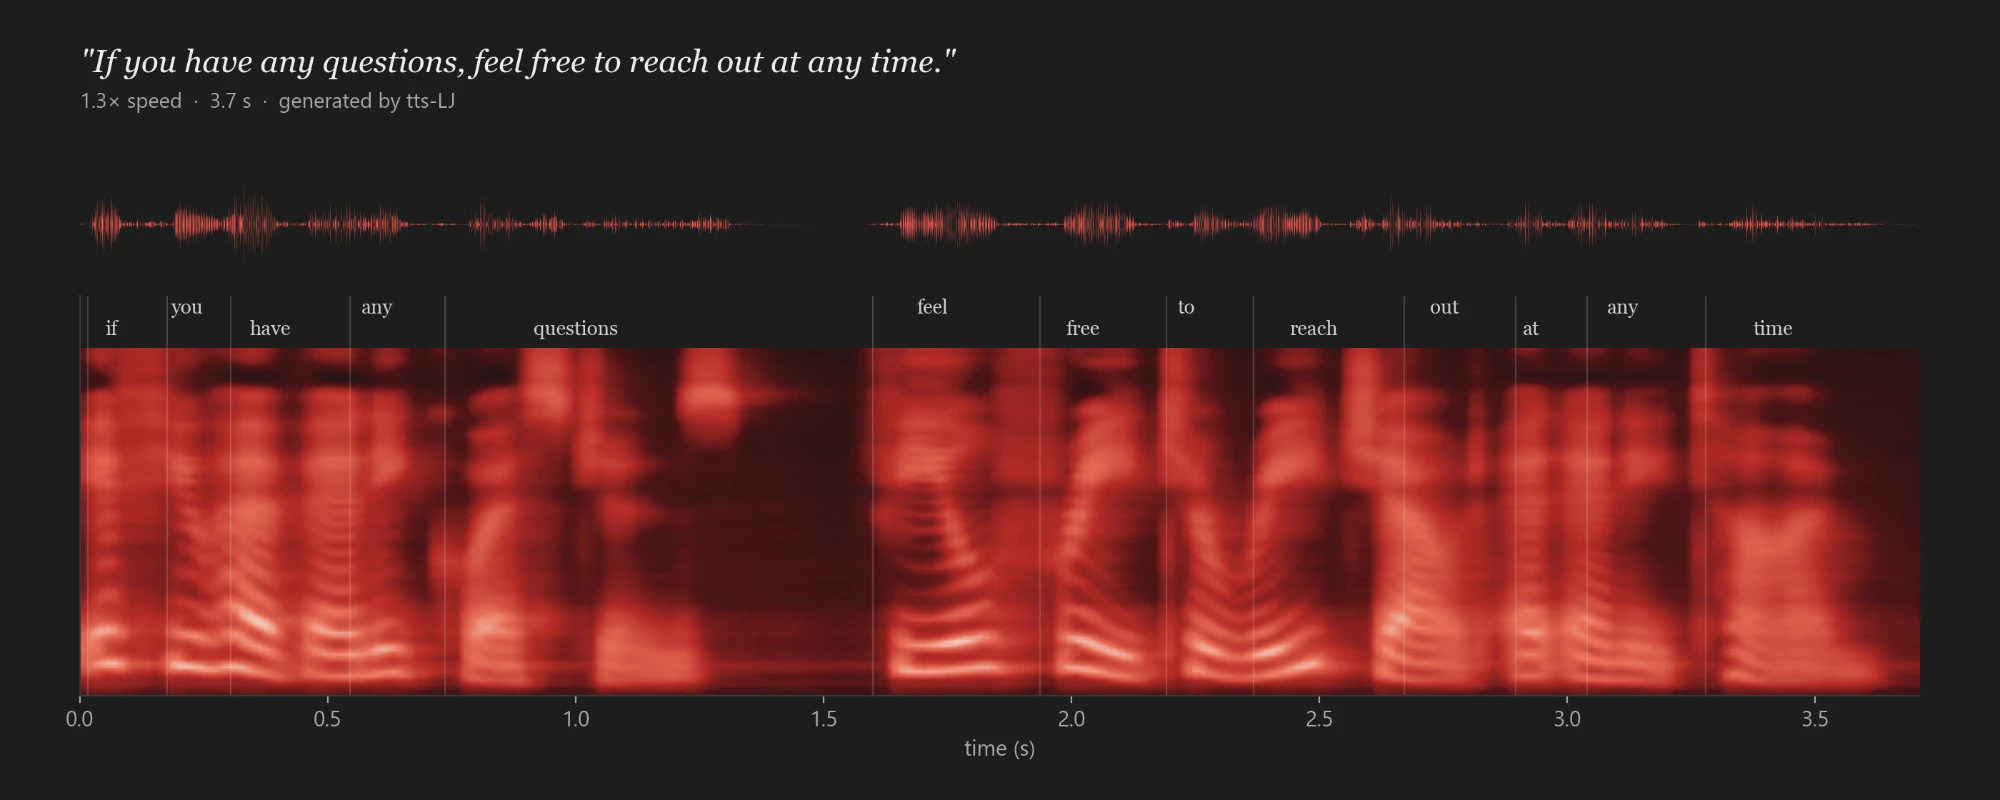 "If you have any questions, feel free to reach out at any time."
1.3× speed · 3.7 s · generated by tts-LJ
if you have any questions feel free to reach out at any time
0.0 0.5 1.0 1.5 2.0 2.5 3.0 3.5
time (s)